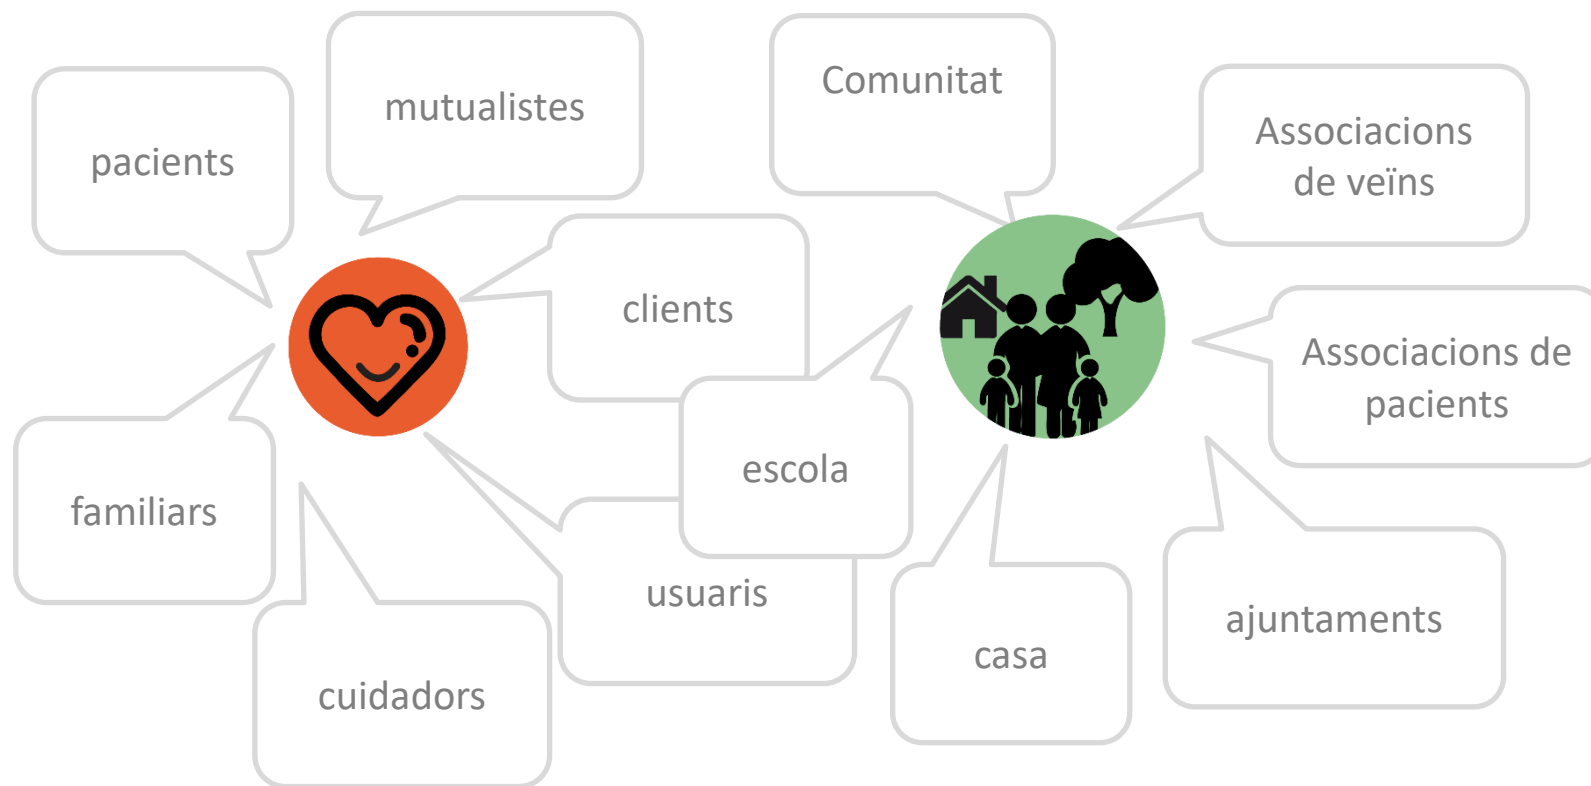 mutualistes
pacients
clients
familiars
usuaris
cuidadors
Comunitat
Associacions
de veïns
Associacions de
pacients
escola
casa
ajuntaments